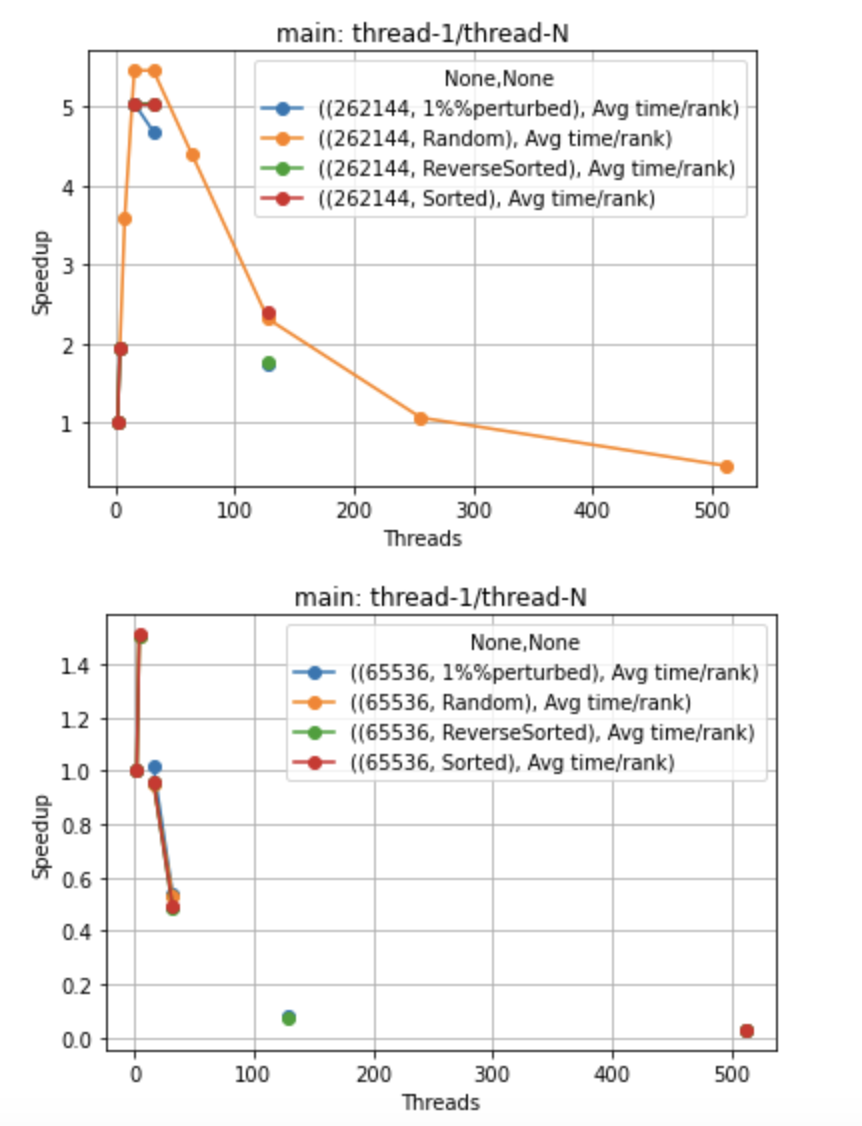 main: thread-1/thread-N
None,None
((262144, 1%%perturbed), Avg time/rank)
((262144, Random), Avg time/rank)
((262144, ReverseSorted), Avg time/rank)
((262144, Sorted), Avg time/rank)
5
4
3
2
1
Speedup
0 100 200 300 400 500
Threads
main: thread-1/thread-N
None,None
((65536, 1%%perturbed), Avg time/rank)
((65536, Random), Avg time/rank)
((65536, ReverseSorted), Avg time/rank)
((65536, Sorted), Avg time/rank)
1.4
1.2
1.0
0.8
0.6
0.4
0.2
0.0
Speedup
0 100 200 300 400 500
Threads